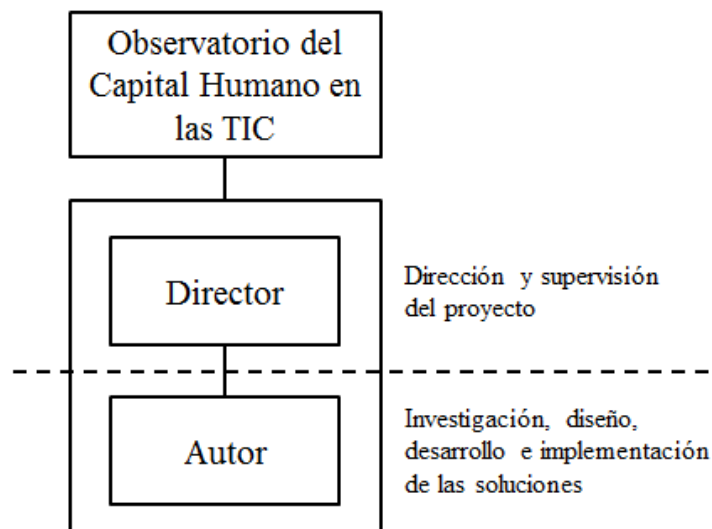 Observatorio del
Capital Humano en
las TIC
Director
Dirección y supervisión
del proyecto
Autor
Investigación, diseño,
desarrollo e implementación
de las soluciones